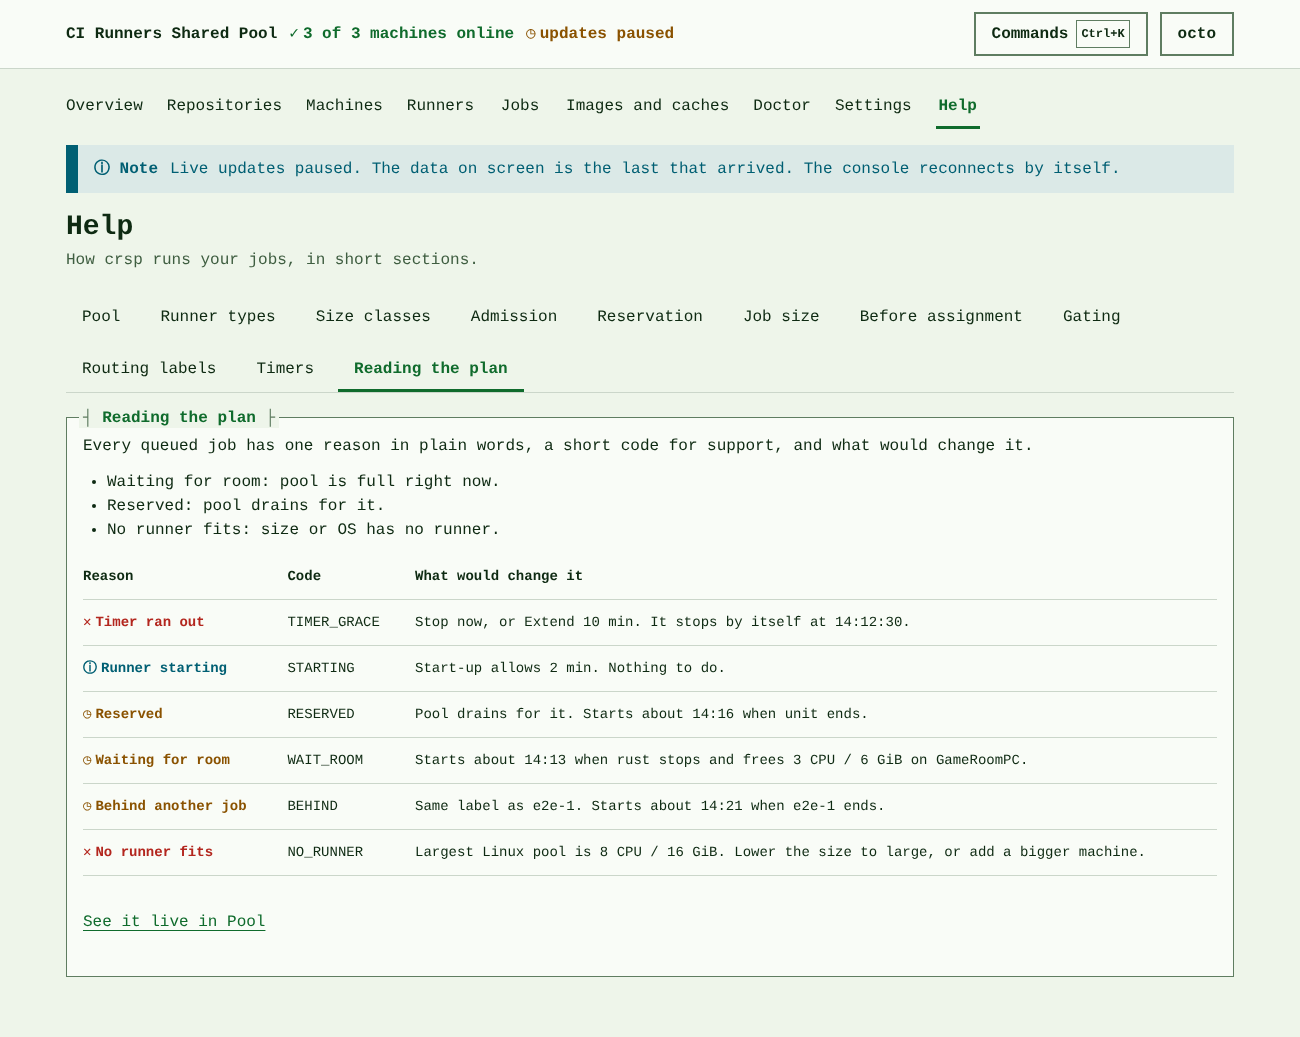 CI Runners Shared Pool ✓ 3 of 3 machines online ◷ updates paused Commands Ctrl+K octo
Overview Repositories Machines Runners Jobs Images and caches Doctor Settings Help
ⓘ Note Live updates paused. The data on screen is the last that arrived. The console reconnects by itself.
Help
How crsp runs your jobs, in short sections.
Pool Runner types Size classes Admission Reservation Job size Before assignment Gating
Routing labels Timers Reading the plan
┤ Reading the plan ├
Every queued job has one reason in plain words, a short code for support, and what would change it.
• Waiting for room: pool is full right now.
• Reserved: pool drains for it.
• No runner fits: size or OS has no runner.
Reason Code What would change it
✕ Timer ran out TIMER_GRACE Stop now, or Extend 10 min. It stops by itself at 14:12:30.
ⓘ Runner starting STARTING Start-up allows 2 min. Nothing to do.
◷ Reserved RESERVED Pool drains for it. Starts about 14:16 when unit ends.
◷ Waiting for room WAIT_ROOM Starts about 14:13 when rust stops and frees 3 CPU / 6 GiB on GameRoomPC.
◷ Behind another job BEHIND Same label as e2e-1. Starts about 14:21 when e2e-1 ends.
✕ No runner fits NO_RUNNER Largest Linux pool is 8 CPU / 16 GiB. Lower the size to large, or add a bigger machine.
See it live in Pool